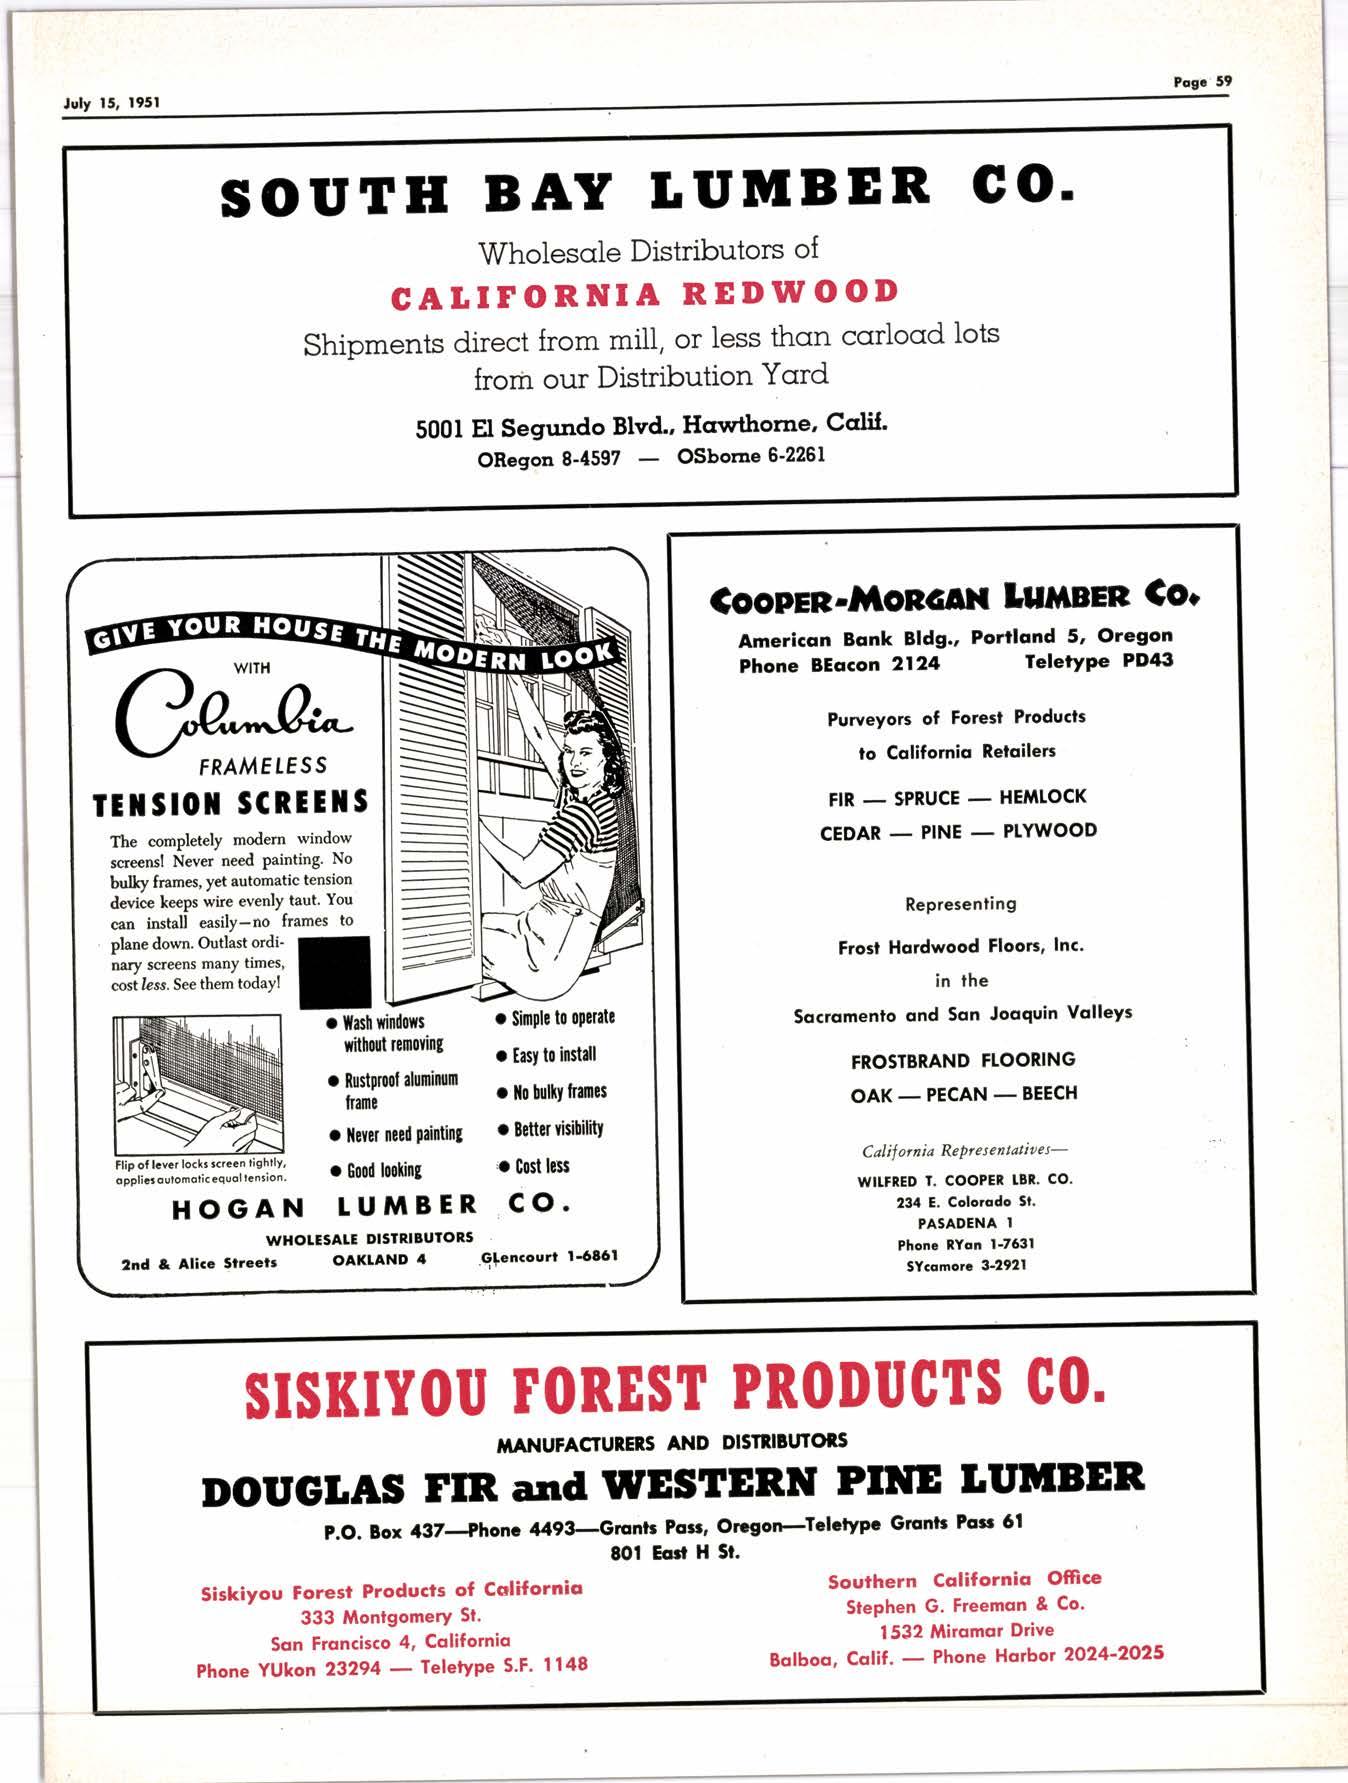 July 15, 1951
Page 59
SOUTH BAY LUMBER CO.
Wholesale Distributors of
CALIFORNIA REDWOOD
Shipments direct from mill, or less than carload lots
from our Distribution Yard
5001 El Segundo Blvd., Hawthorne, Calif.
ORegon 8-4597 — OSborne 6-2261
GIVE YOUR HOUSE THE MODERN LOOK
WITH
Columbia
FRAMELESS
TENSION SCREENS
The completely modern window
screens! Never need painting. No
bulky frames, yet automatic tension
device keeps wire evenly taut. You
can install easily—no frames to
plane down. Outlast ordi-
nary screens many times,
cost less. See them today!
Flip of lever locks screen tightly,
applies automatic equal tension.
● Wash windows
without removing
● Rustproof aluminum
frame
● Never need painting
● Good looking
● Simple to operate
● Easy to install
● No bulky frames
● Better visibility
● Cost less
HOGAN LUMBER CO.
WHOLESALE DISTRIBUTORS
2nd & Alice Streets OAKLAND 4 GLencourt 1-6861
COOPER-MORGAN LUMBER CO.
American Bank Bldg., Portland 5, Oregon
Phone BEacon 2124 Teletype PD43
Purveyors of Forest Products
to California Retailers
FIR — SPRUCE — HEMLOCK
CEDAR — PINE — PLYWOOD
Representing
Frost Hardwood Floors, Inc.
in the
Sacramento and San Joaquin Valleys
FROSTBRAND FLOORING
OAK — PECAN — BEECH
California Representatives—
WILFRED T. COOPER LBR. CO.
234 E. Colorado St.
PASADENA 1
Phone RYan 1-7631
SYcamore 3-2921
SISKIYOU FOREST PRODUCTS CO.
MANUFACTURERS AND DISTRIBUTORS
DOUGLAS FIR and WESTERN PINE LUMBER
P.O. Box 437—Phone 4493—Grants Pass, Oregon—Teletype Grants Pass 61
801 East H St.
Siskiyou Forest Products of California
333 Montgomery St.
San Francisco 4, California
Phone YUkon 23294 — Teletype S.F. 1148
Southern California Office
Stephen G. Freeman & Co.
1532 Miramar Drive
Balboa, Calif. — Phone Harbor 2024-2025